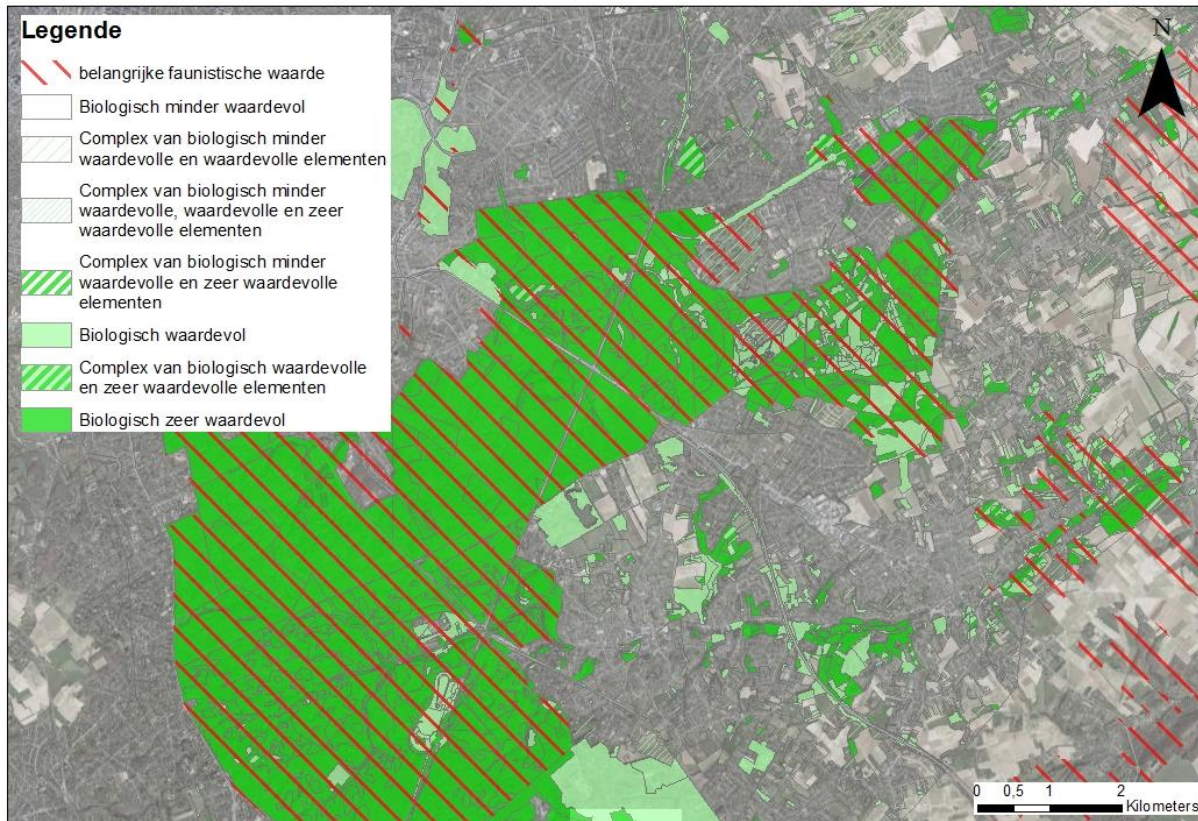 Legende
belangrijke faunistische waarde
Biologisch minder waardevol
Complex van biologisch minder
waardevolle en waardevolle elementen
Complex van biologisch minder
waardevolle, waardevolle en zeer
waardevolle elementen
Complex van biologisch minder
waardevolle en zeer waardevolle
elementen
Biologisch waardevol
Complex van biologisch waardevolle
en zeer waardevolle elementen
Biologisch zeer waardevol
N
0 0,5 1 2
Kilometers